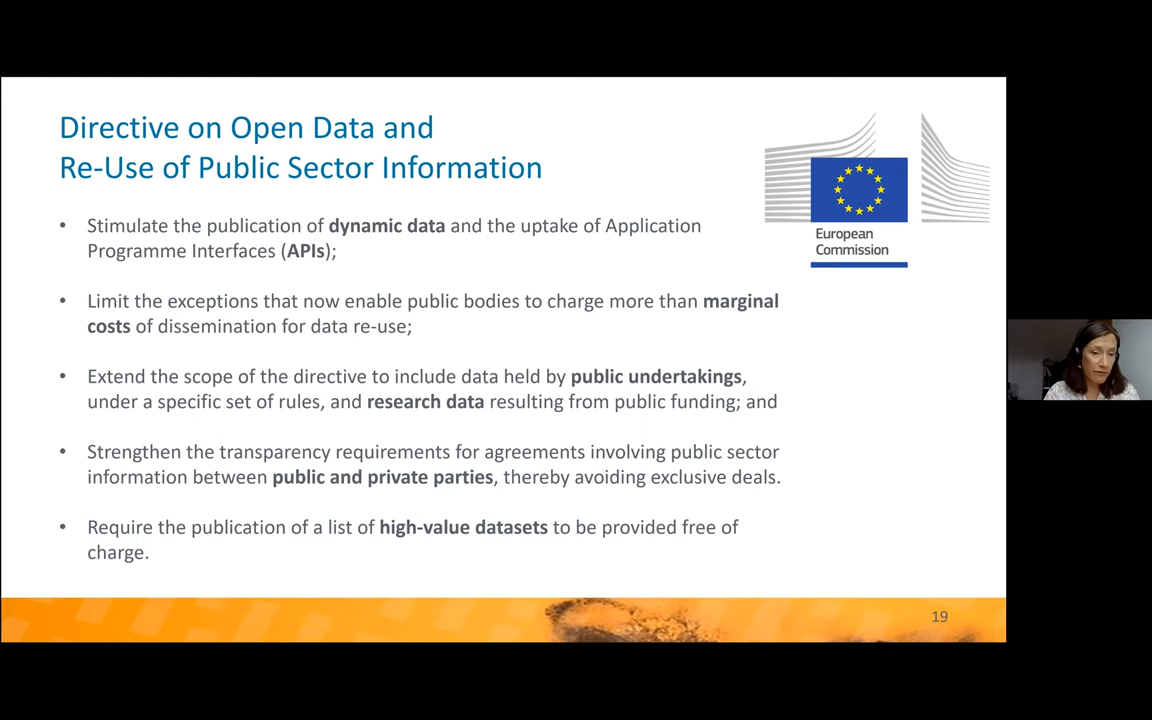 Directive on Open Data and
Re-Use of Public Sector Information
• Stimulate the publication of dynamic data and the uptake of Application
Programme Interfaces (APIs);
• Limit the exceptions that now enable public bodies to charge more than marginal
costs of dissemination for data re-use;
• Extend the scope of the directive to include data held by public undertakings,
under a specific set of rules, and research data resulting from public funding; and
• Strengthen the transparency requirements for agreements involving public sector
information between public and private parties, thereby avoiding exclusive deals.
• Require the publication of a list of high-value datasets to be provided free of
charge.
European
Commission
19